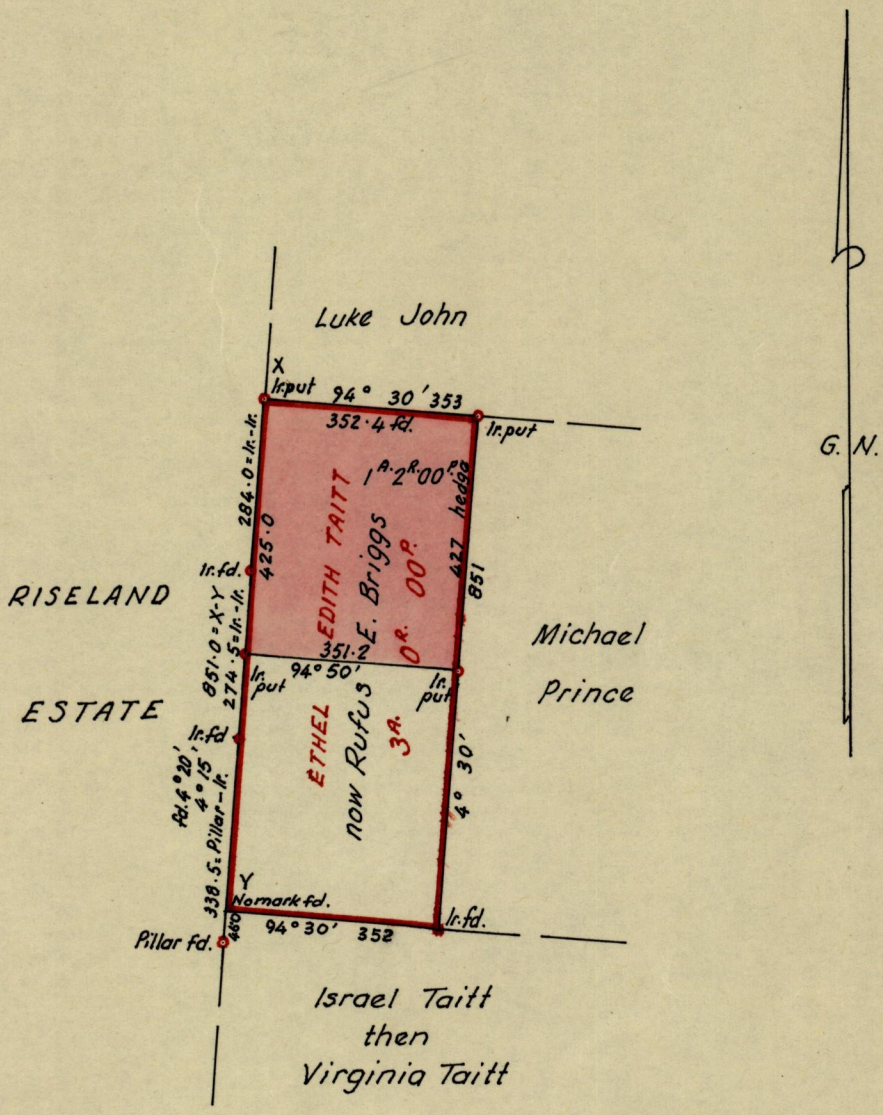 Luke John
X
Ir.put
94° 30' 353
352.4 fd.
Ir.put
G. N.
284.0 = Ir.-Ir.
425.0
1A. 2R. 00P.
hedge
427
851
EDITH TAITT
E. Briggs
0R. 00P.
Ir.fd.
RISELAND
ESTATE
851.0 = X-Y
274.5 = Ir.-Ir.
351.2
94° 50'
Ir.
put
Ir.
put
Michael
Prince
ETHEL
now Rufus
3A.
4° 30'
Ir.fd
fd. 4° 20'
4° 15'
338.5 = Pillar-Ir.
Y
No mark fd.
Ir.fd.
94° 30' 352
Pillar fd.
Israel Taitt
then
Virginia Taitt